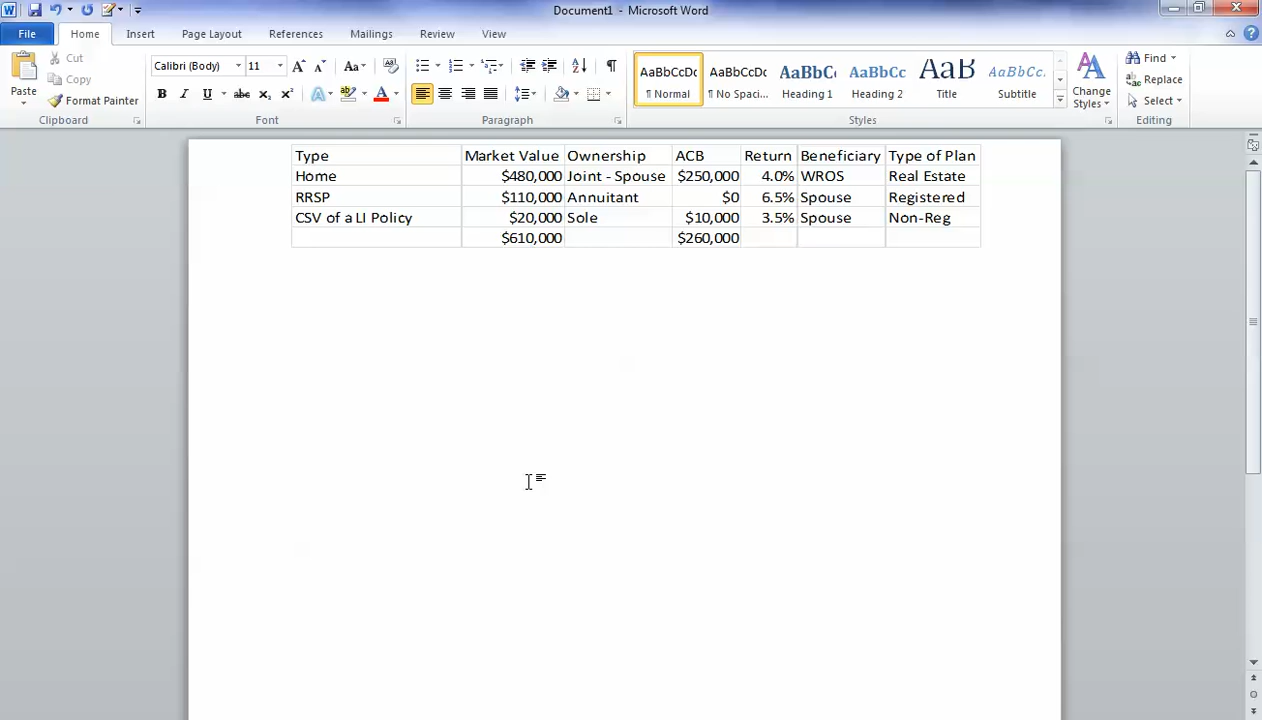 Document1 - Microsoft Word
File Home Insert Page Layout References Mailings Review View
Paste
Cut
Copy
Format Painter
Clipboard
Calibri (Body) 11
Font
Paragraph
AaBbCcDc AaBbCcDc AaBbC AaBbCc AaB AaBbCc.
¶ Normal ¶ No Spaci... Heading 1 Heading 2 Title Subtitle
Change Styles
Styles
Find
Replace
Select
Editing
Type Market Value Ownership ACB Return Beneficiary Type of Plan
Home $480,000 Joint - Spouse $250,000 4.0% WROS Real Estate
RRSP $110,000 Annuitant $0 6.5% Spouse Registered
CSV of a LI Policy $20,000 Sole $10,000 3.5% Spouse Non-Reg
$610,000 $260,000